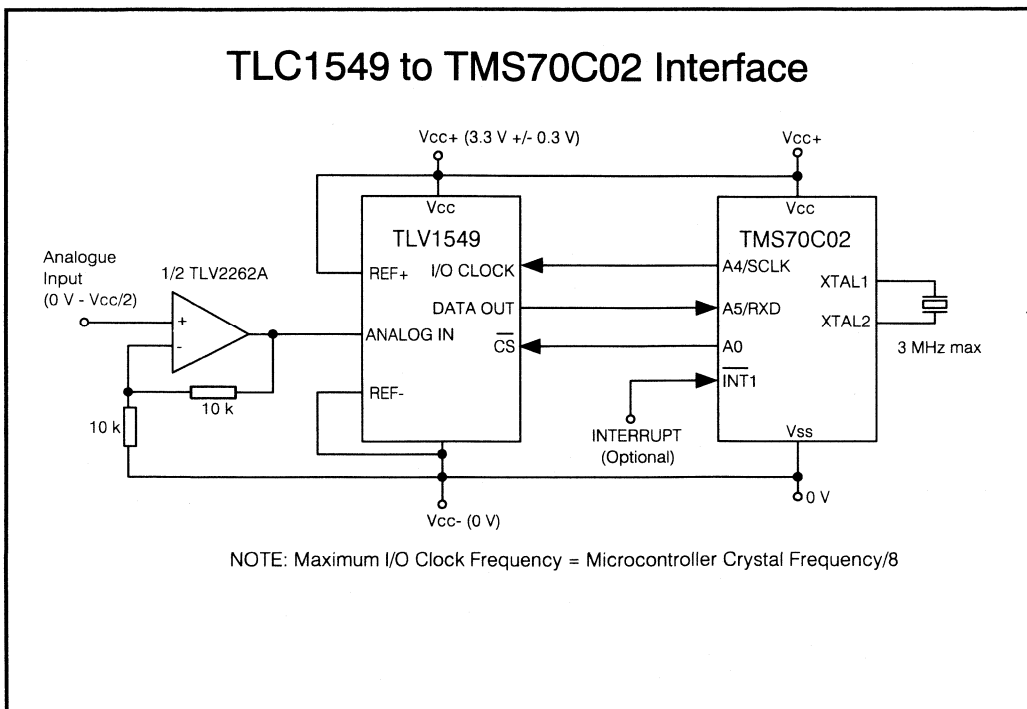 TLC1549 to TMS70C02 Interface
Vcc+ (3.3 V +/- 0.3 V)
Vcc+
Vcc
Vcc
TLV1549
TMS70C02
Analogue
Input
(0 V - Vcc/2)
1/2 TLV2262A
+
-
10 k
10 k
REF+
I/O CLOCK
DATA OUT
ANALOG IN
CS
REF-
A4/SCLK
A5/RXD
A0
INT1
XTAL1
XTAL2
3 MHz max
INTERRUPT
(Optional)
Vss
0 V
Vcc- (0 V)
NOTE: Maximum I/O Clock Frequency = Microcontroller Crystal Frequency/8